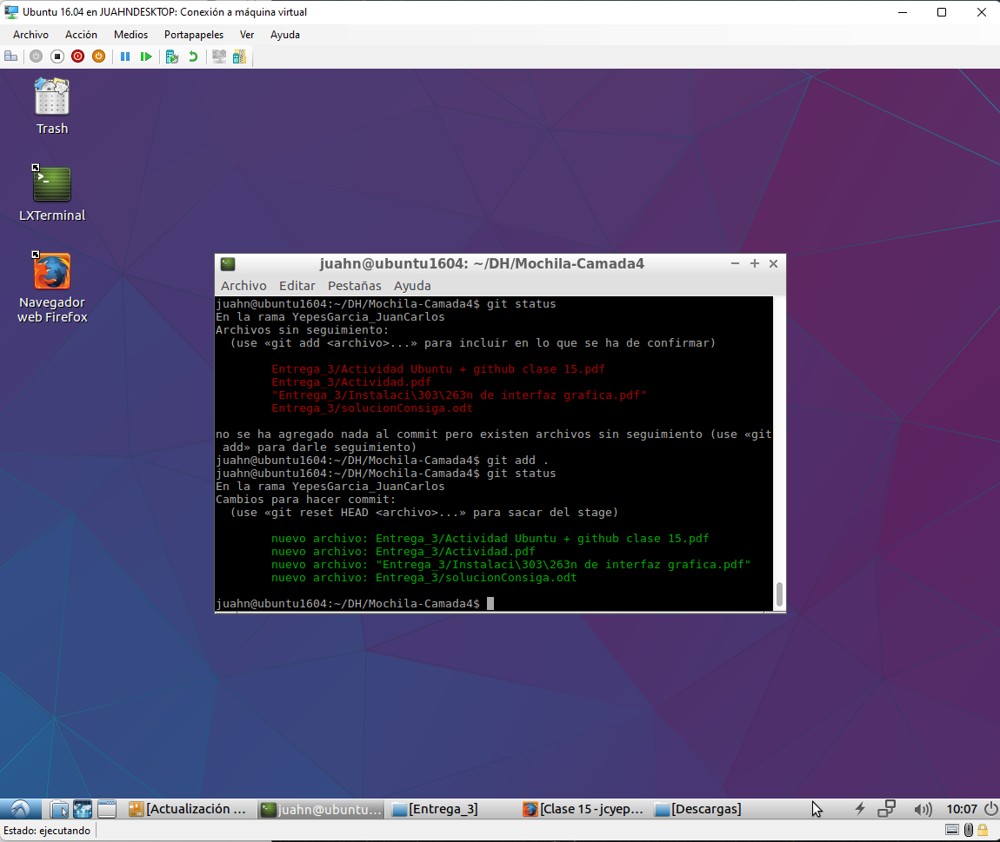 Ubuntu 16.04 en JUAHNDESKTOP: Conexión a máquina virtual
Archivo Acción Medios Portapapeles Ver Ayuda
Trash
LXTerminal
Navegador
web Firefox
juahn@ubuntu1604: ~/DH/Mochila-Camada4
Archivo Editar Pestañas Ayuda
juahn@ubuntu1604:~/DH/Mochila-Camada4$ git status
En la rama YepesGarcia_JuanCarlos
Archivos sin seguimiento:
  (use «git add <archivo>...» para incluir en lo que se ha de confirmar)
Entrega_3/Actividad Ubuntu + github clase 15.pdf
Entrega_3/Actividad.pdf
"Entrega_3/Instalaci\303\263n de interfaz grafica.pdf"
Entrega_3/solucionConsiga.odt
no se ha agregado nada al commit pero existen archivos sin seguimiento (use «git
 add» para darle seguimiento)
juahn@ubuntu1604:~/DH/Mochila-Camada4$ git add .
juahn@ubuntu1604:~/DH/Mochila-Camada4$ git status
En la rama YepesGarcia_JuanCarlos
Cambios para hacer commit:
  (use «git reset HEAD <archivo>...» para sacar del stage)
nuevo archivo: Entrega_3/Actividad Ubuntu + github clase 15.pdf
nuevo archivo: Entrega_3/Actividad.pdf
nuevo archivo: "Entrega_3/Instalaci\303\263n de interfaz grafica.pdf"
nuevo archivo: Entrega_3/solucionConsiga.odt
juahn@ubuntu1604:~/DH/Mochila-Camada4$
[Actualización ... juahn@ubuntu... [Entrega_3] [Clase 15 - jcyep... [Descargas] 10:07
Estado: ejecutando